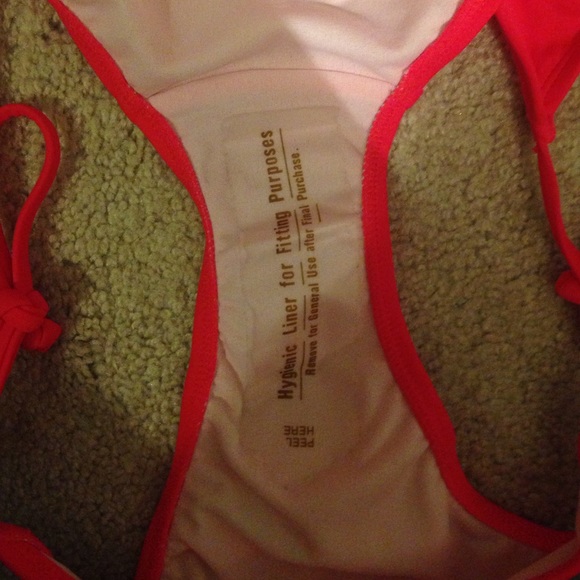 Hygienic Liner for Fitting Purposes
Remove for General Use after Final Purchase.
PEEL
HERE